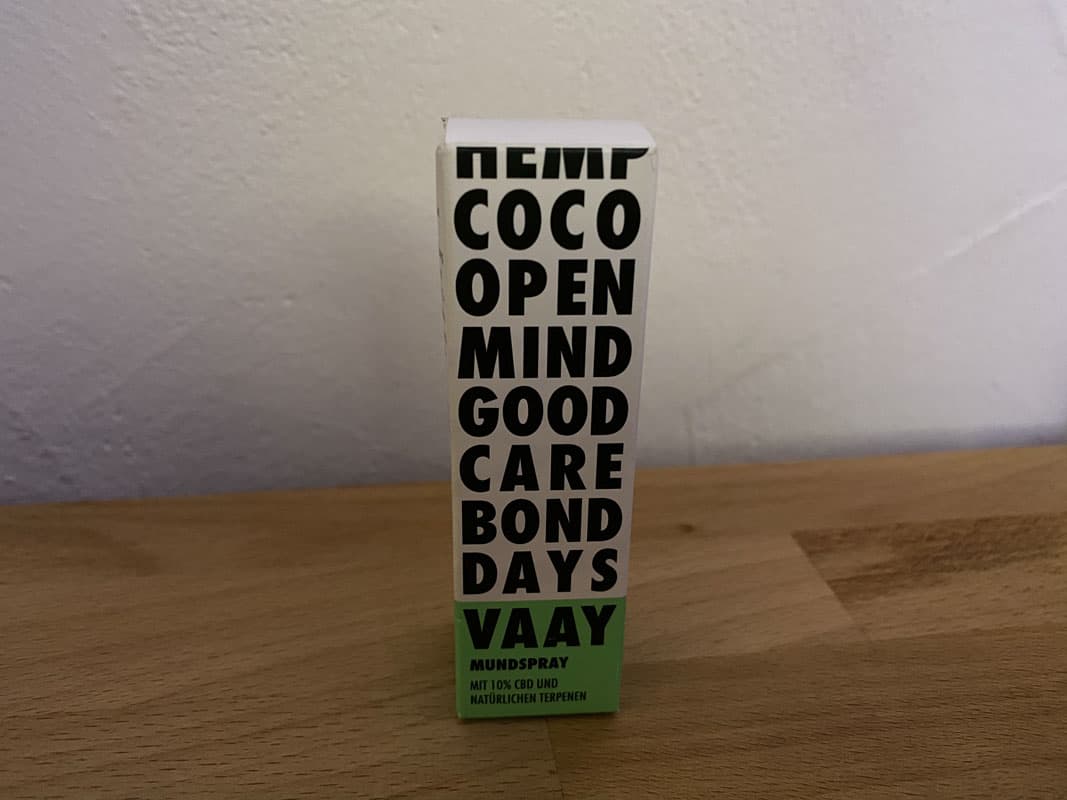 HEMP
COCO
OPEN
MIND
GOOD
CARE
BOND
DAYS
VAAY
MUNDSPRAY
MIT 10% CBD UND
NATÜRLICHEN TERPENEN